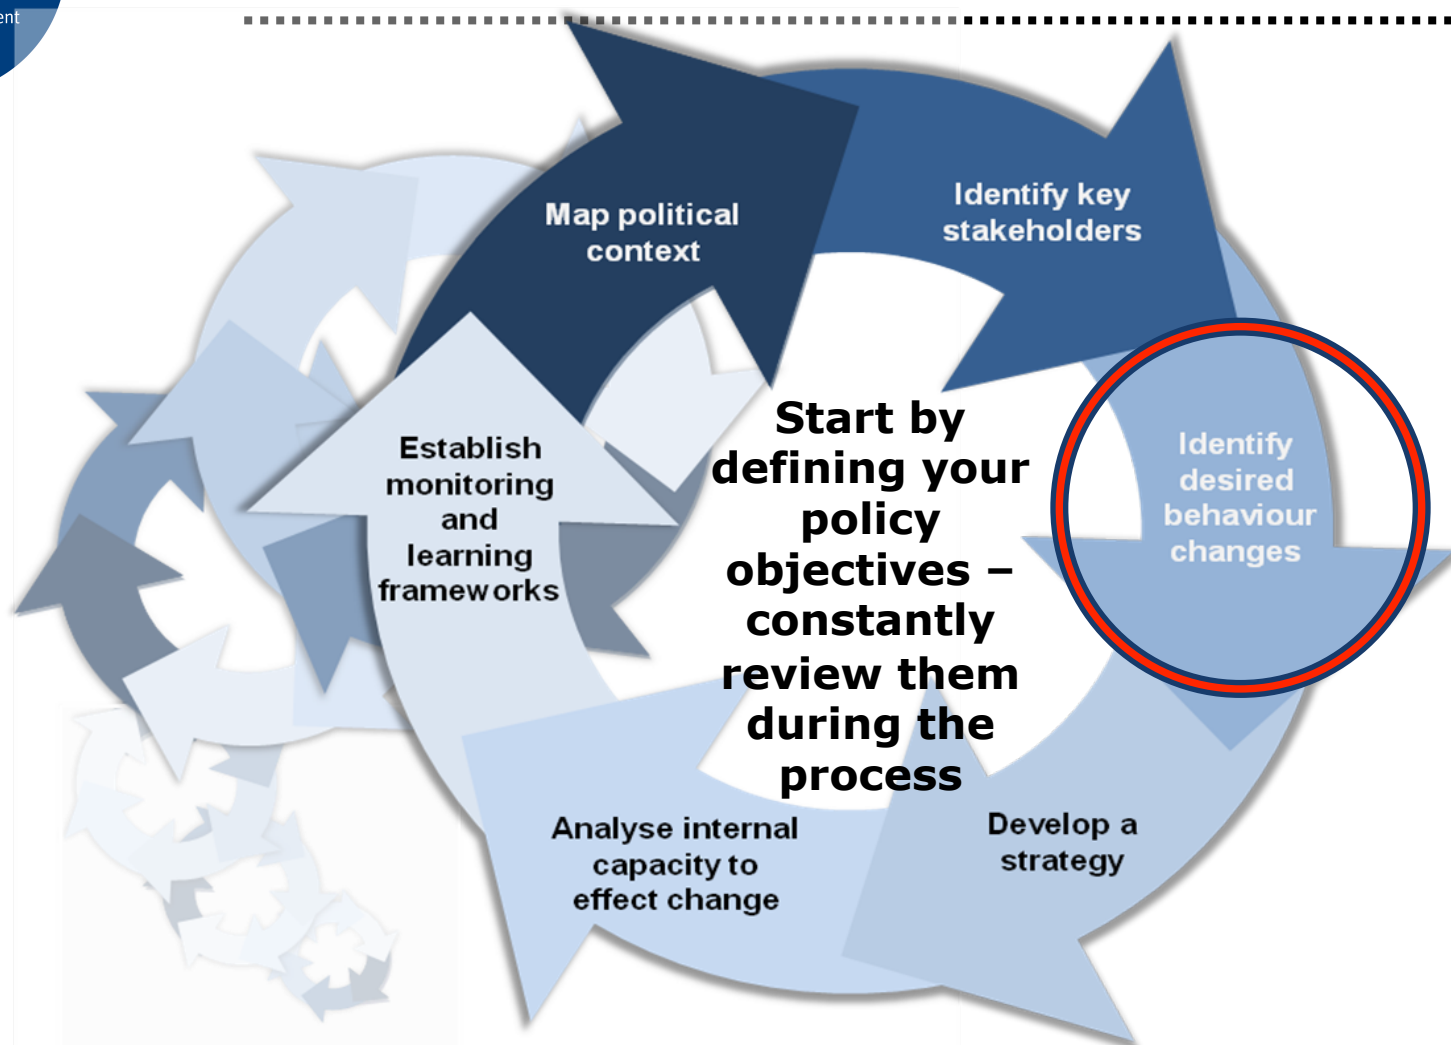 ent
Map political
context
Identify key
stakeholders
Identify
desired
behaviour
changes
Develop a
strategy
Analyse internal
capacity to
effect change
Establish
monitoring
and
learning
frameworks
Start by
defining your
policy
objectives –
constantly
review them
during the
process